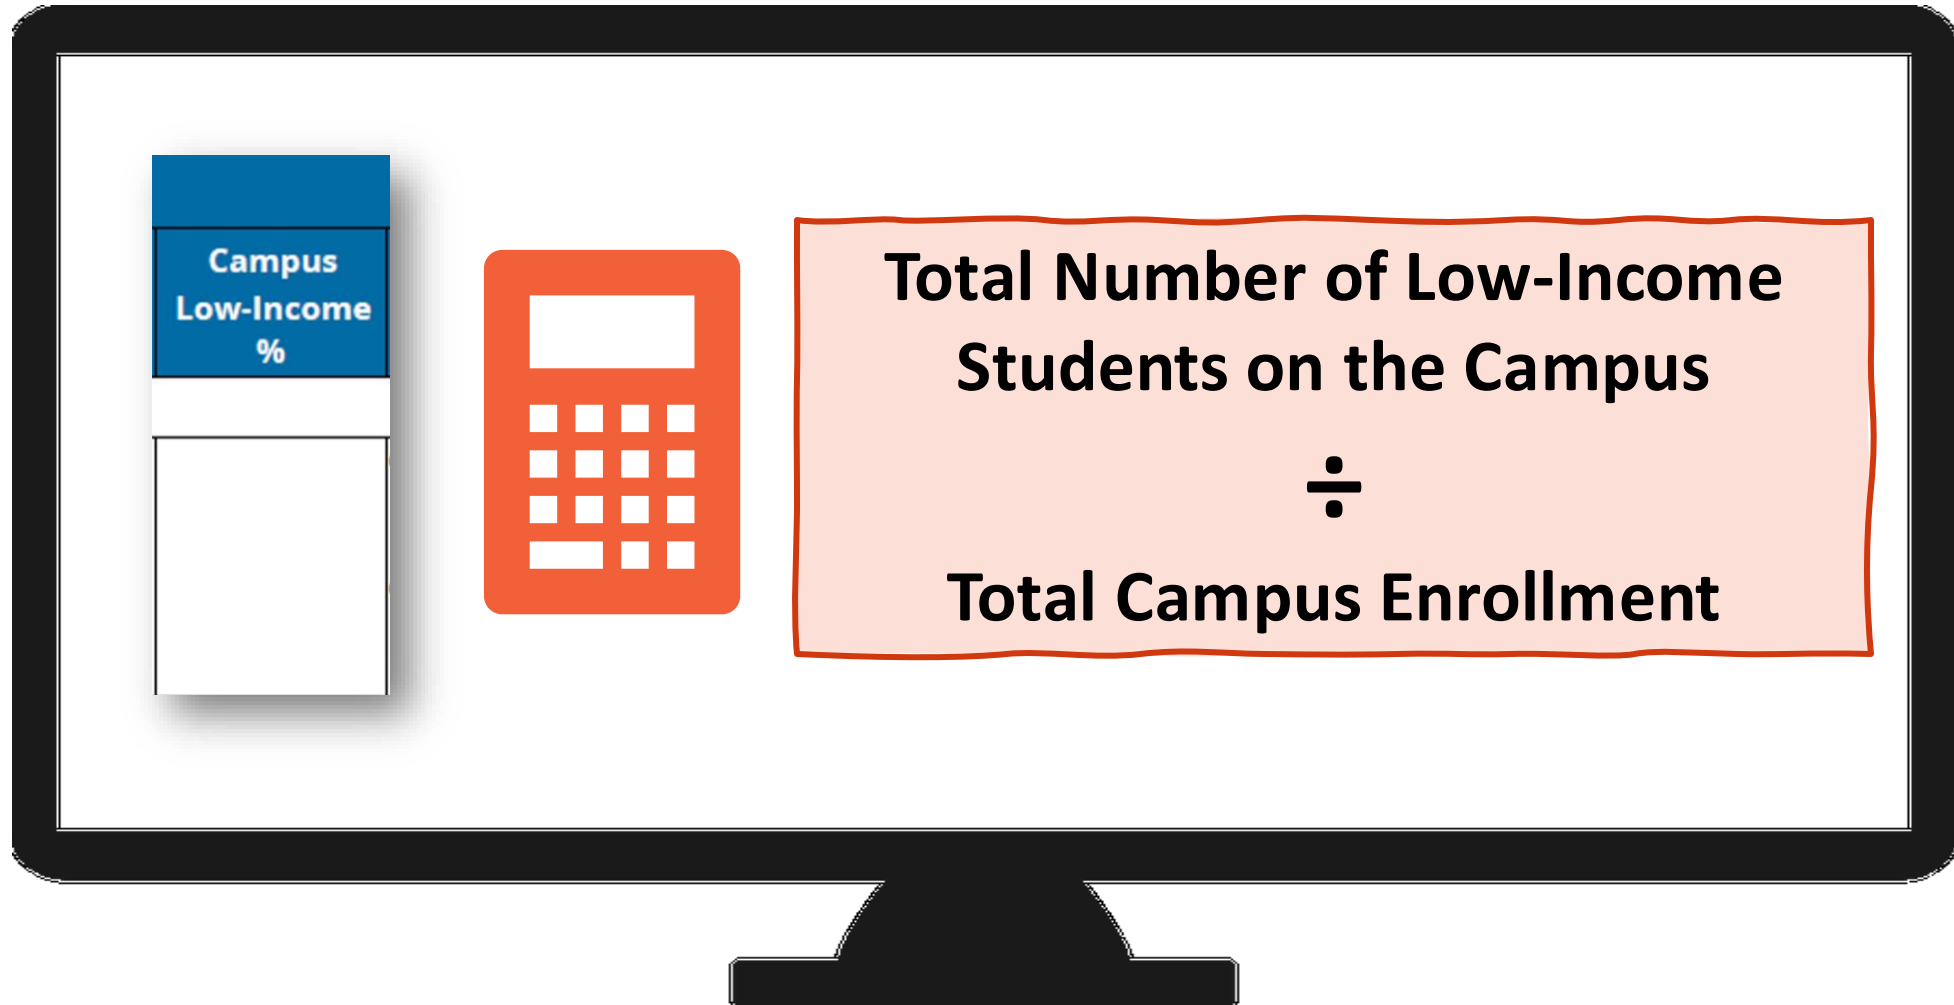 Campus
Low-Income
%
Total Number of Low-Income
Students on the Campus
÷
Total Campus Enrollment